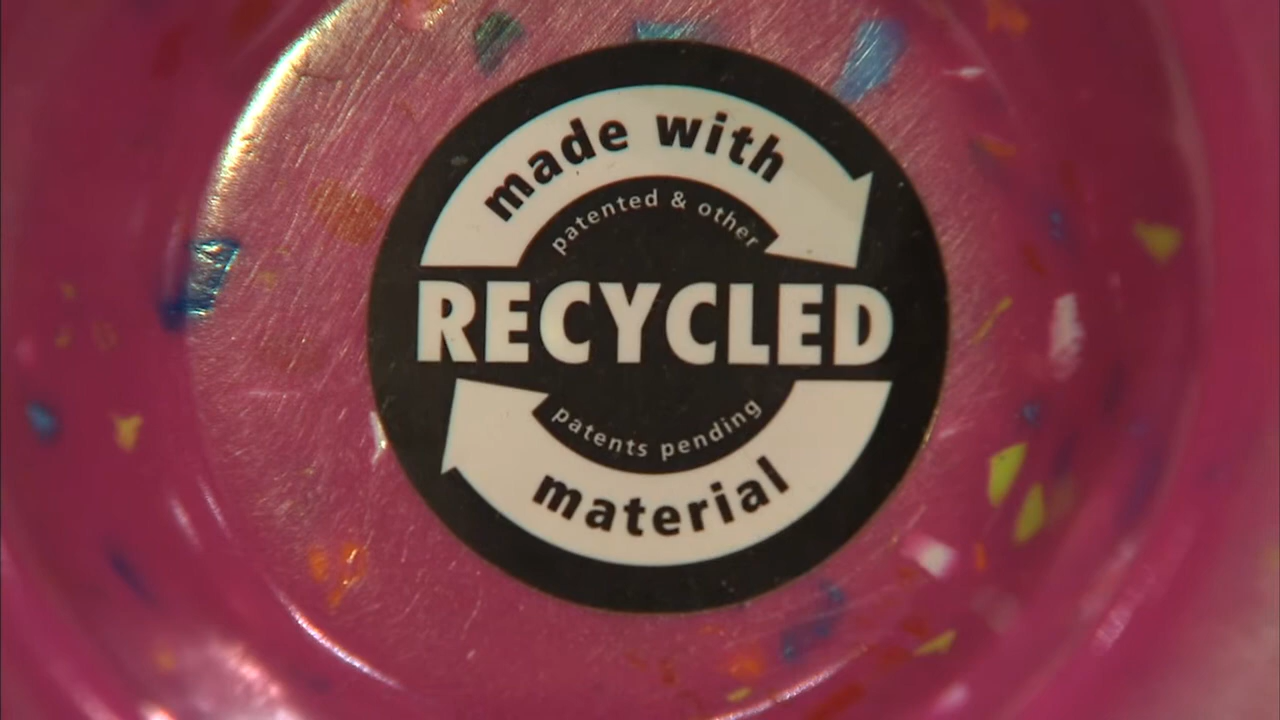 made with
patented & other
RECYCLED
patents pending
material